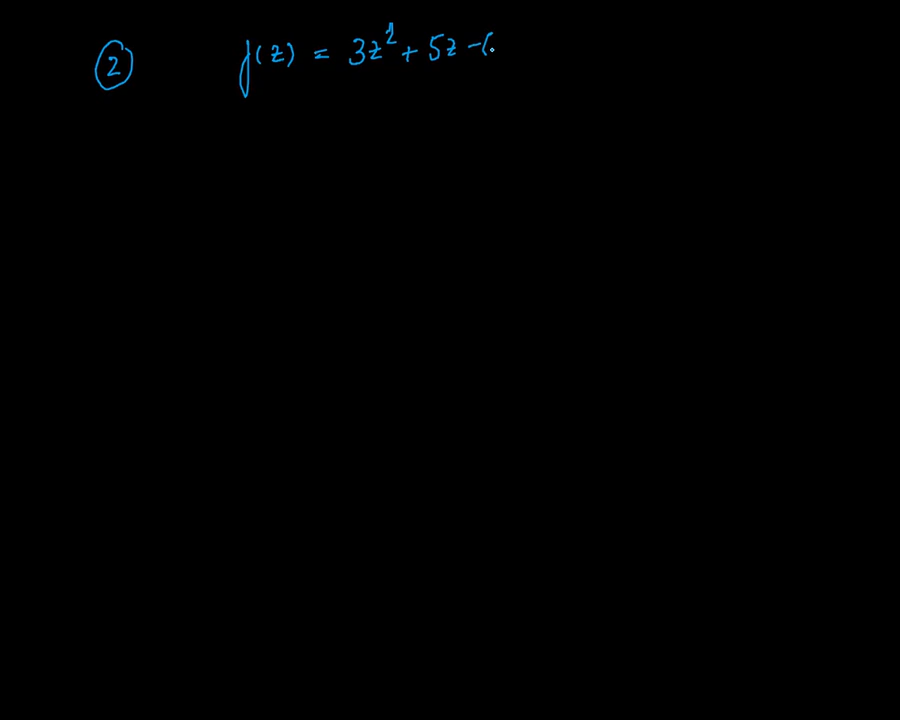 ② f(z) = 3z² + 5z -